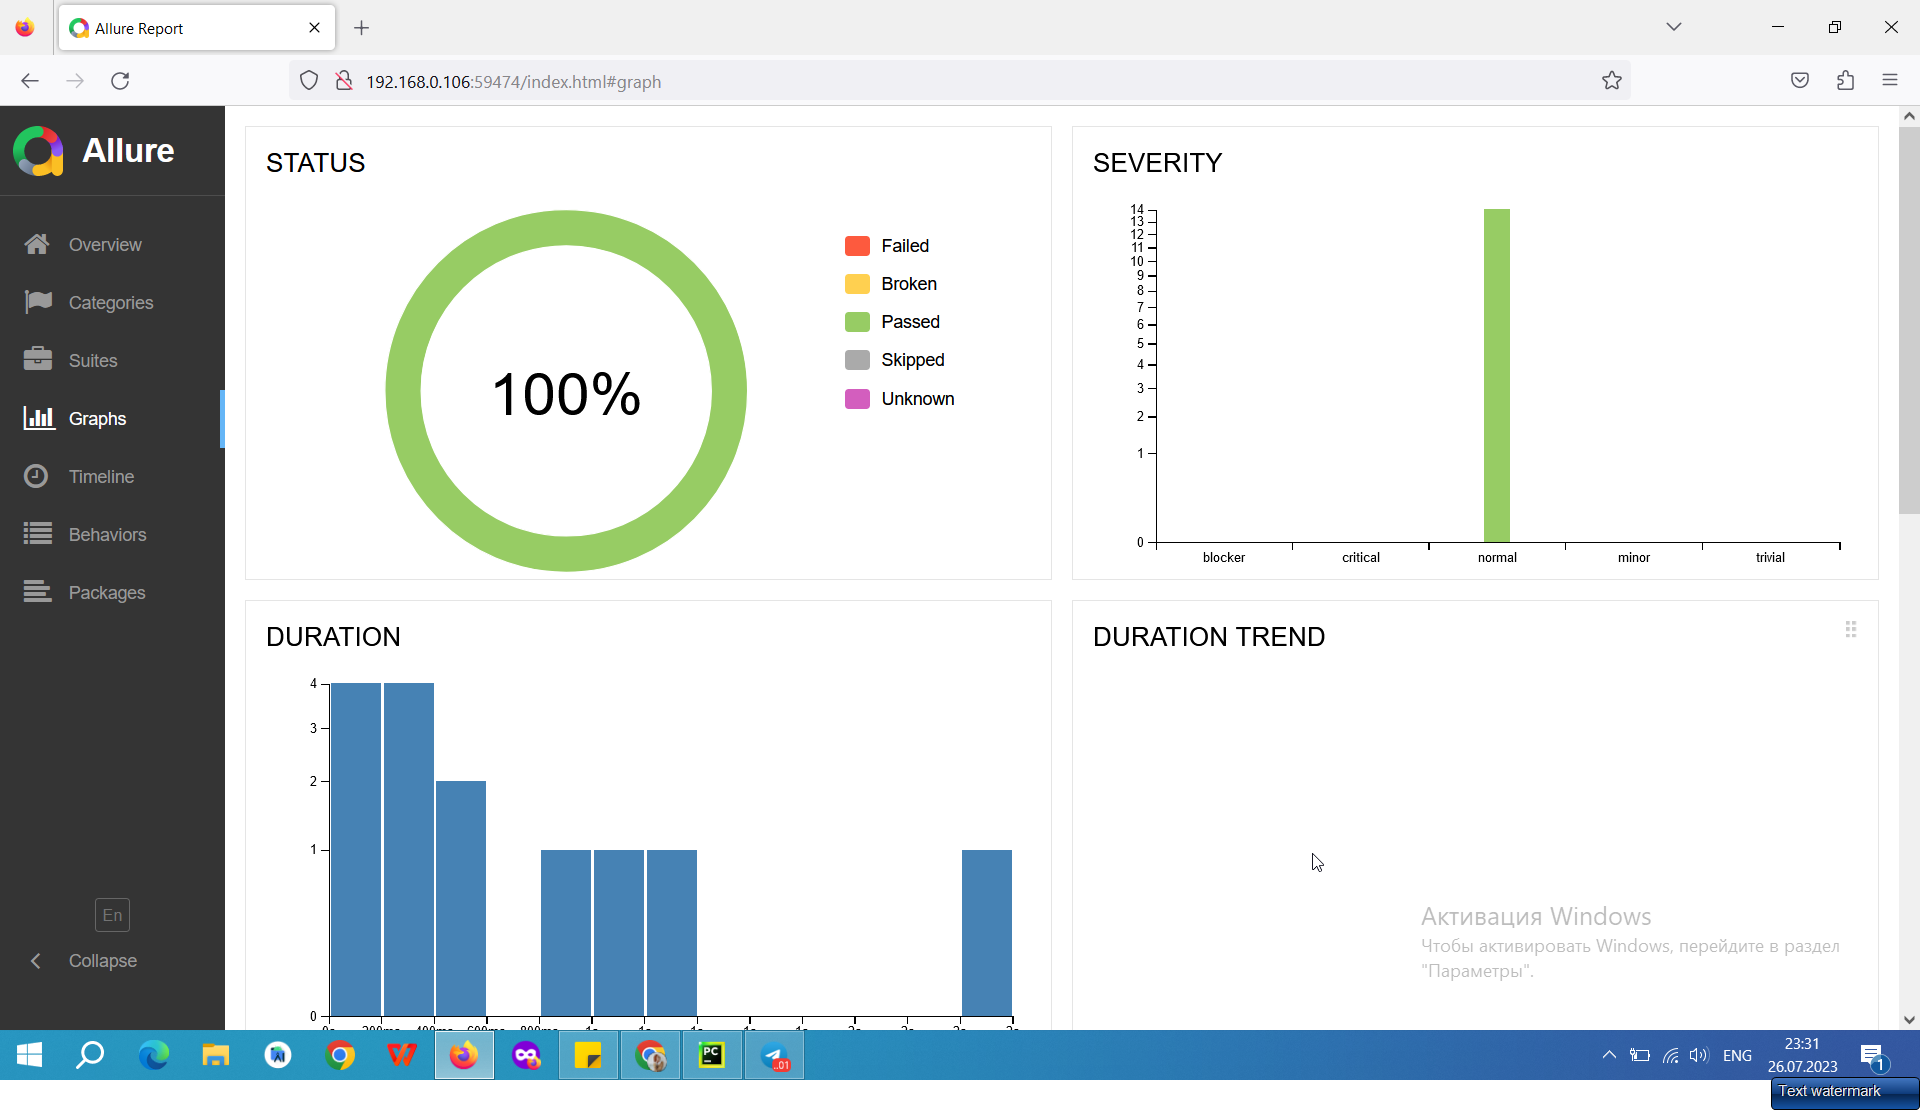 Allure Report
192.168.0.106:59474/index.html#graph
Allure
Overview
Categories
Suites
Graphs
Timeline
Behaviors
Packages
En
Collapse
STATUS
100%
Failed
Broken
Passed
Skipped
Unknown
SEVERITY
14
13
12
11
10
9
8
7
6
5
4
3
2
1
0
blocker critical normal minor trivial
DURATION
4
3
2
1
0
DURATION TREND
Активация Windows
Чтобы активировать Windows, перейдите в раздел
"Параметры".
PC
..01
ENG
23:31
26.07.2023
1
Text watermark